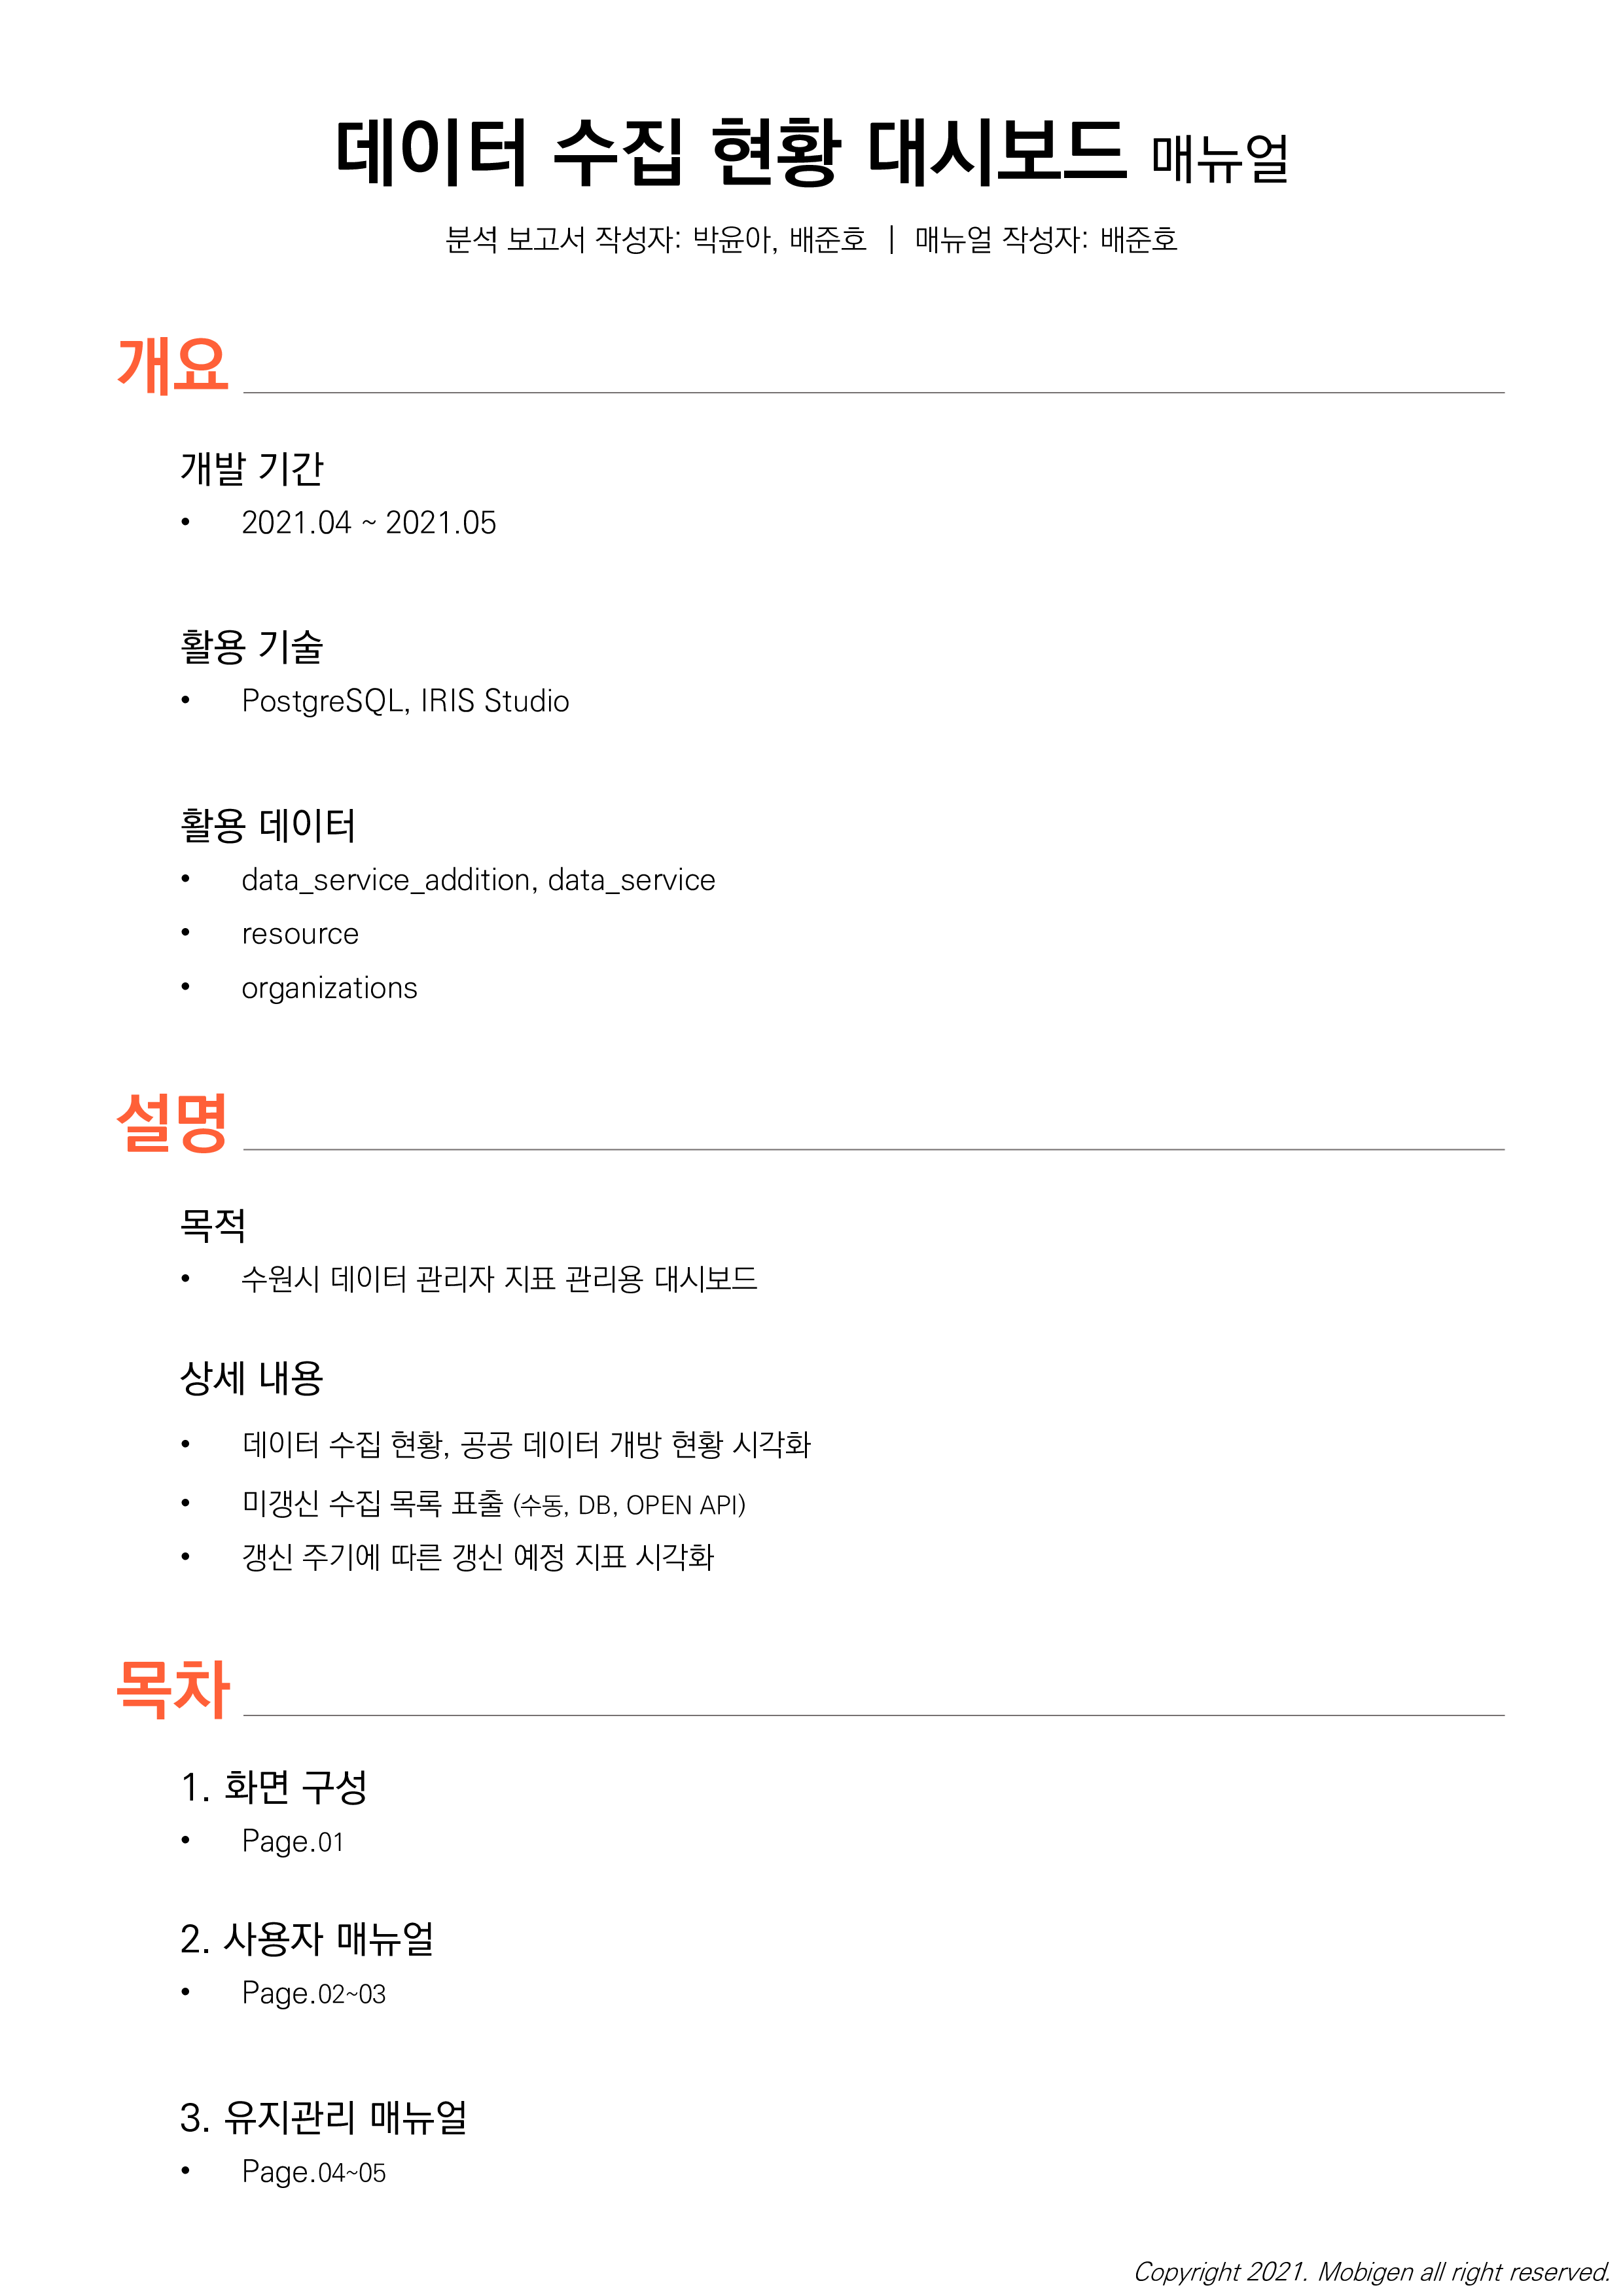 데이터 수집 현황 대시보드 매뉴얼
분석 보고서 작성자: 박윤아, 배준호 | 매뉴얼 작성자: 배준호
개요
개발 기간
• 2021.04 ~ 2021.05
활용 기술
• PostgreSQL, IRIS Studio
활용 데이터
• data_service_addition, data_service
• resource
• organizations
설명
목적
• 수원시 데이터 관리자 지표 관리용 대시보드
상세 내용
• 데이터 수집 현황, 공공 데이터 개방 현황 시각화
• 미갱신 수집 목록 표출 (수동, DB, OPEN API)
• 갱신 주기에 따른 갱신 예정 지표 시각화
목차
1. 화면 구성
• Page.01
2. 사용자 매뉴얼
• Page.02~03
3. 유지관리 매뉴얼
• Page.04~05
Copyright 2021. Mobigen all right reserved.